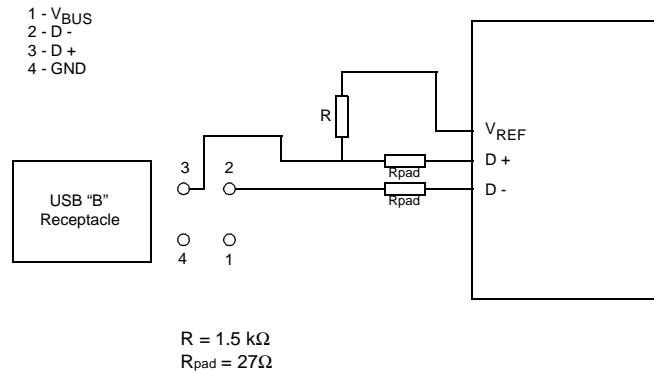 1 - VBUS
2 - D -
3 - D +
4 - GND
R
VREF
D +
Rpad
D -
Rpad
3 2
USB “B”
Receptacle
4 1
R = 1.5 kΩ
Rpad = 27Ω